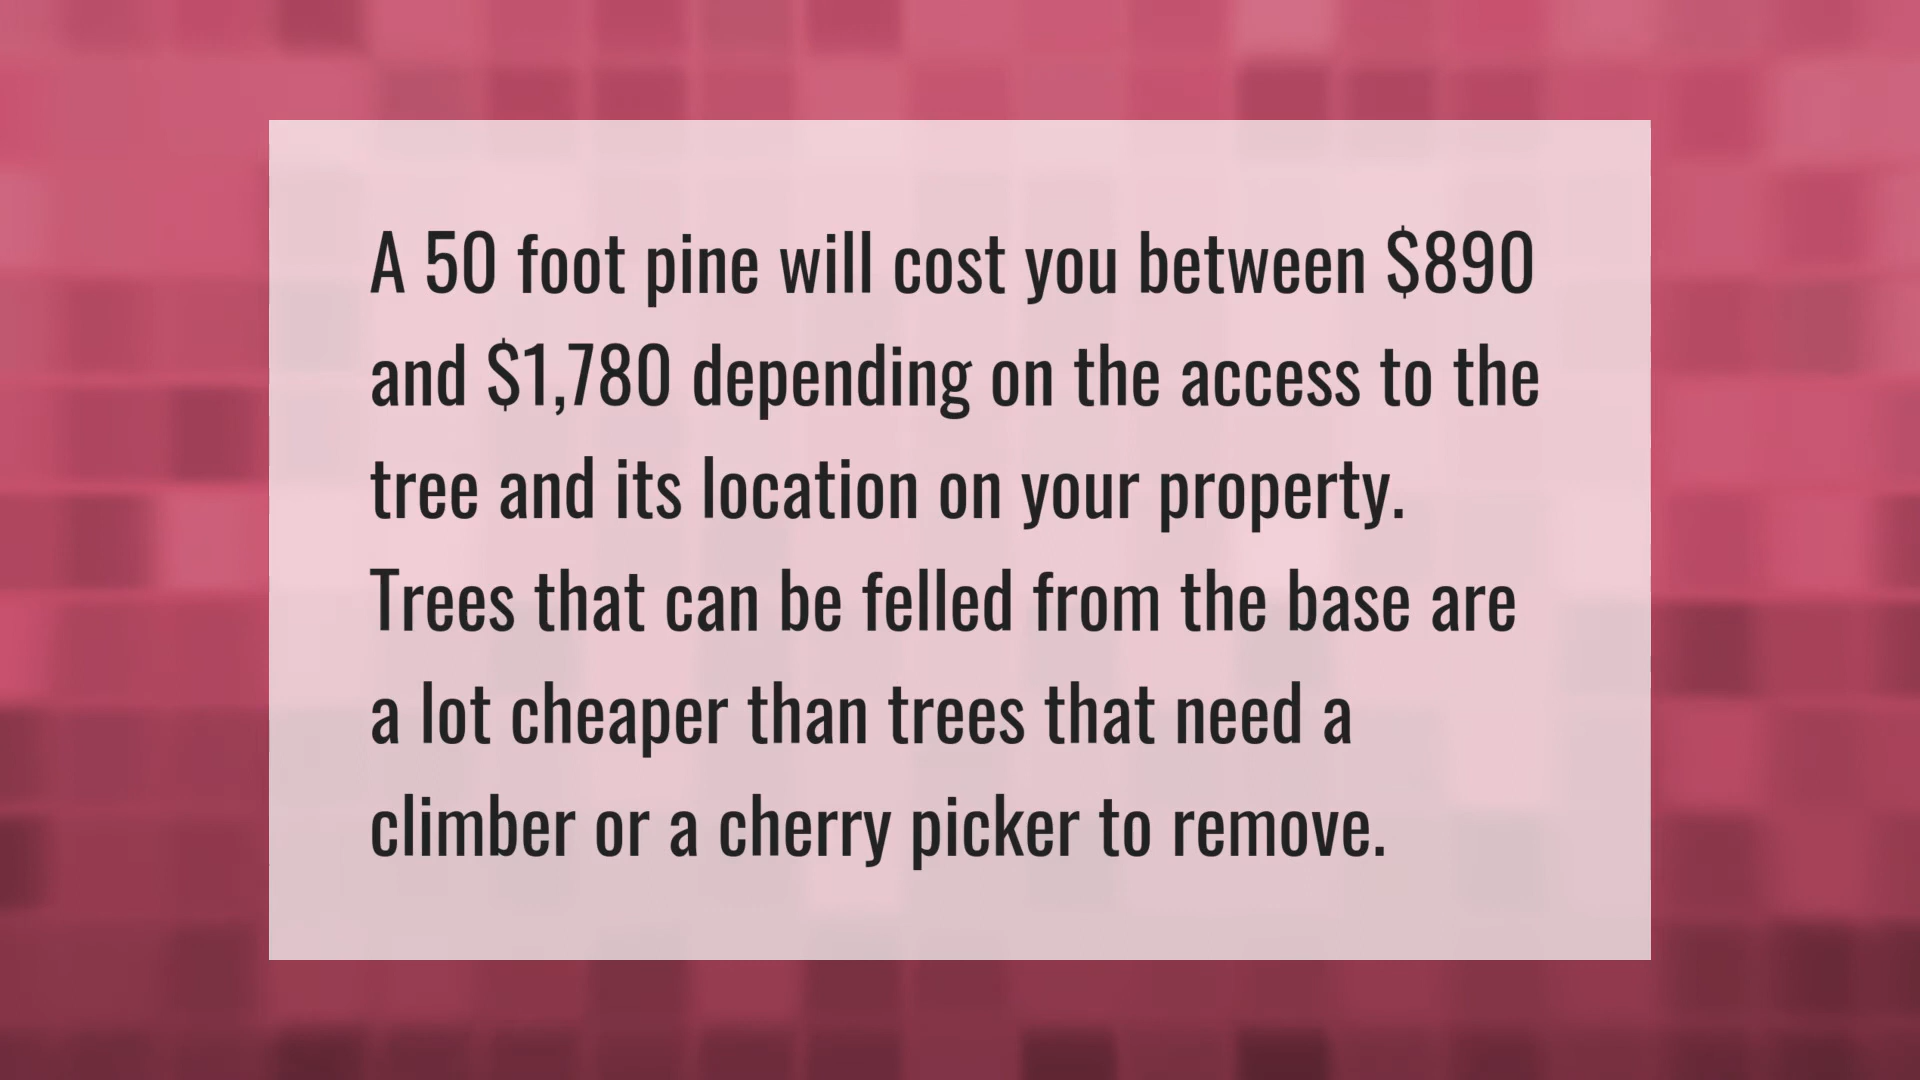 A 50 foot pine will cost you between $890
and $1,780 depending on the access to the
tree and its location on your property.
Trees that can be felled from the base are
a lot cheaper than trees that need a
climber or a cherry picker to remove.